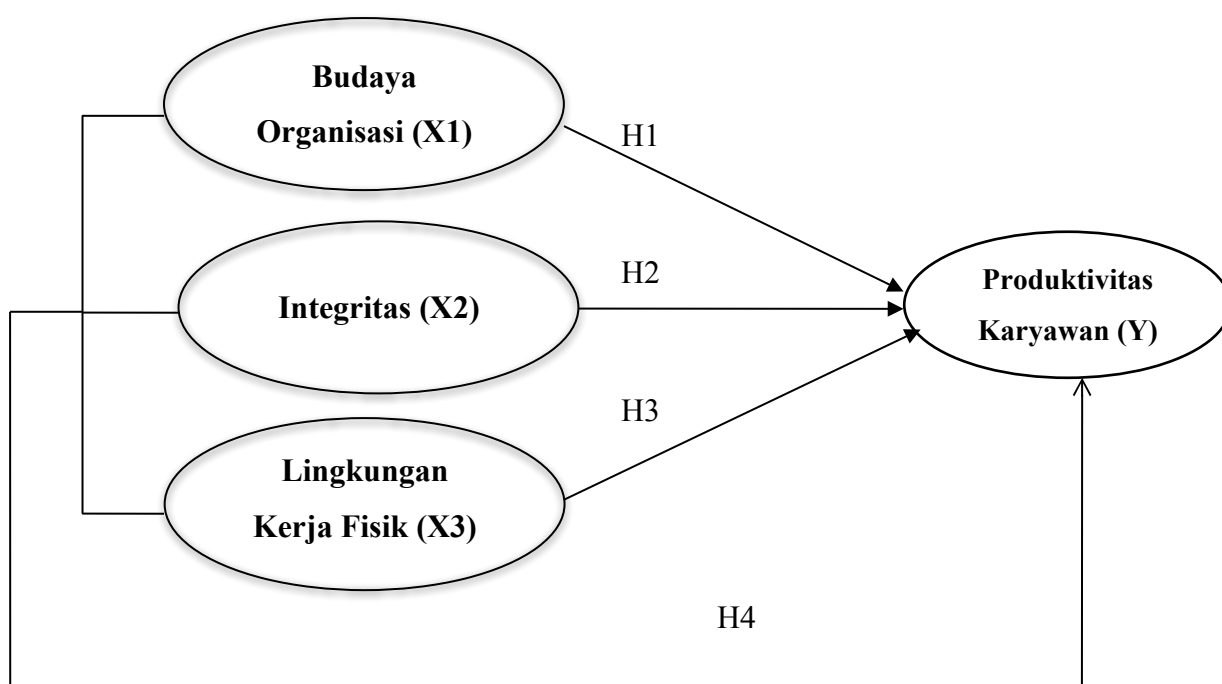 Budaya
Organisasi (X1)
H1
Integritas (X2)
H2
Produktivitas
Karyawan (Y)
Lingkungan
Kerja Fisik (X3)
H3
H4